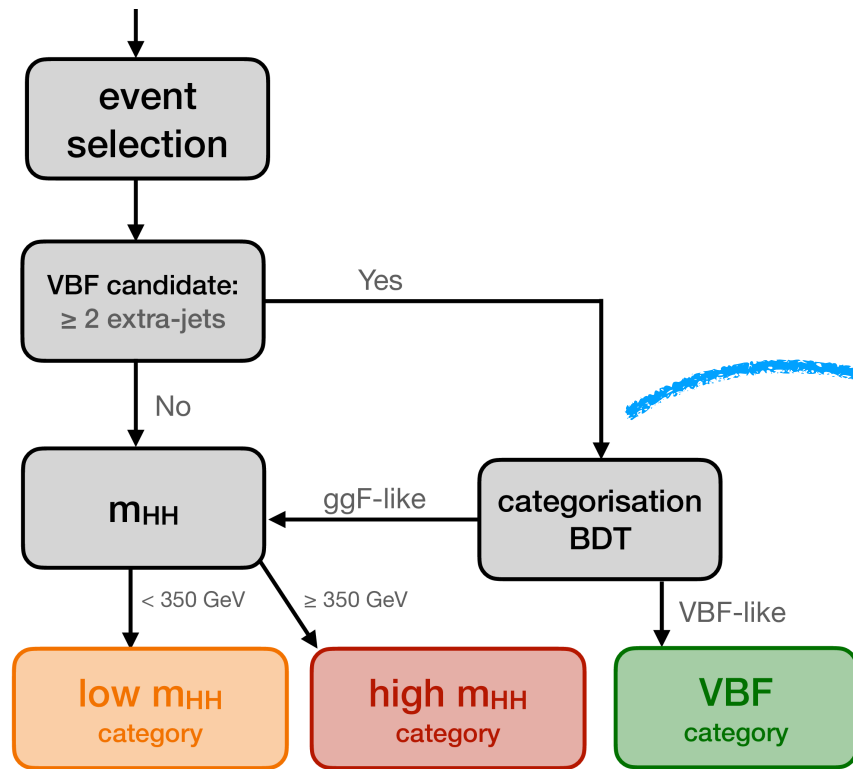 event
selection
VBF candidate:
≥ 2 extra-jets
Yes
No
mHH
ggF-like
categorisation
BDT
< 350 GeV
≥ 350 GeV
VBF-like
low mHH
category
high mHH
category
VBF
category